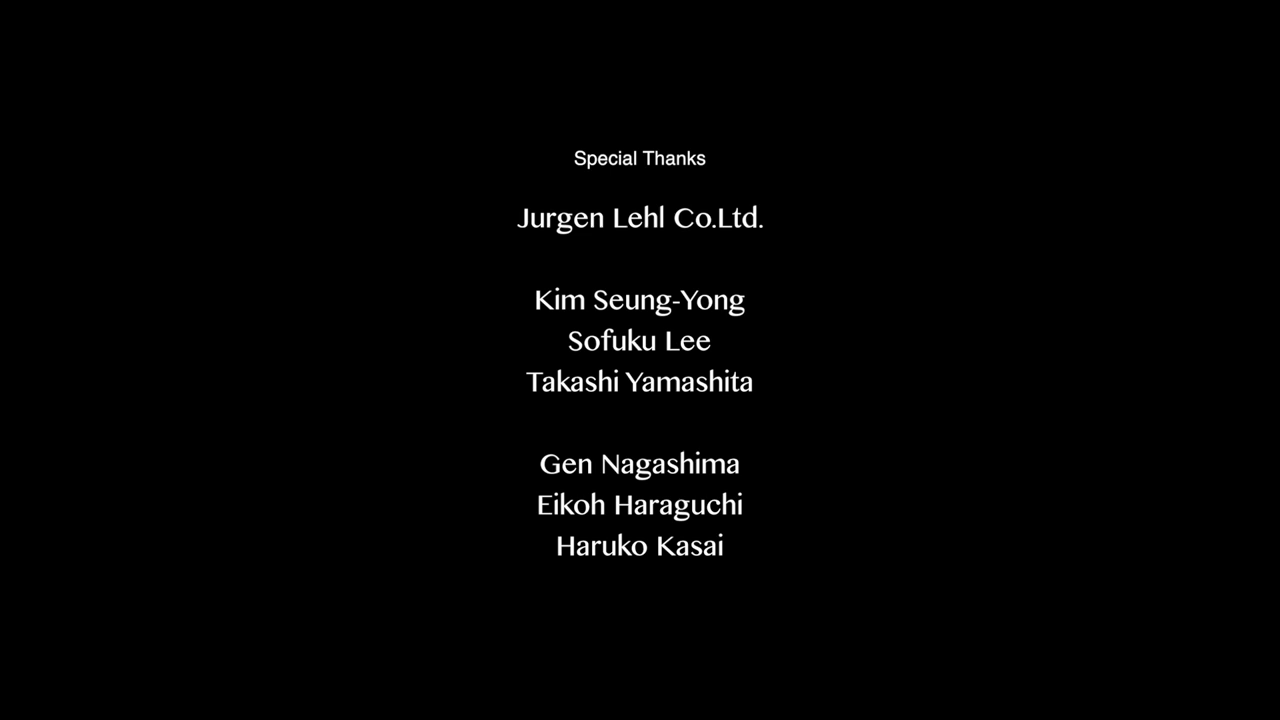 Special Thanks
Jurgen Lehl Co.Ltd.
Kim Seung-Yong
Sofuku Lee
Takashi Yamashita
Gen Nagashima
Eikoh Haraguchi
Haruko Kasai